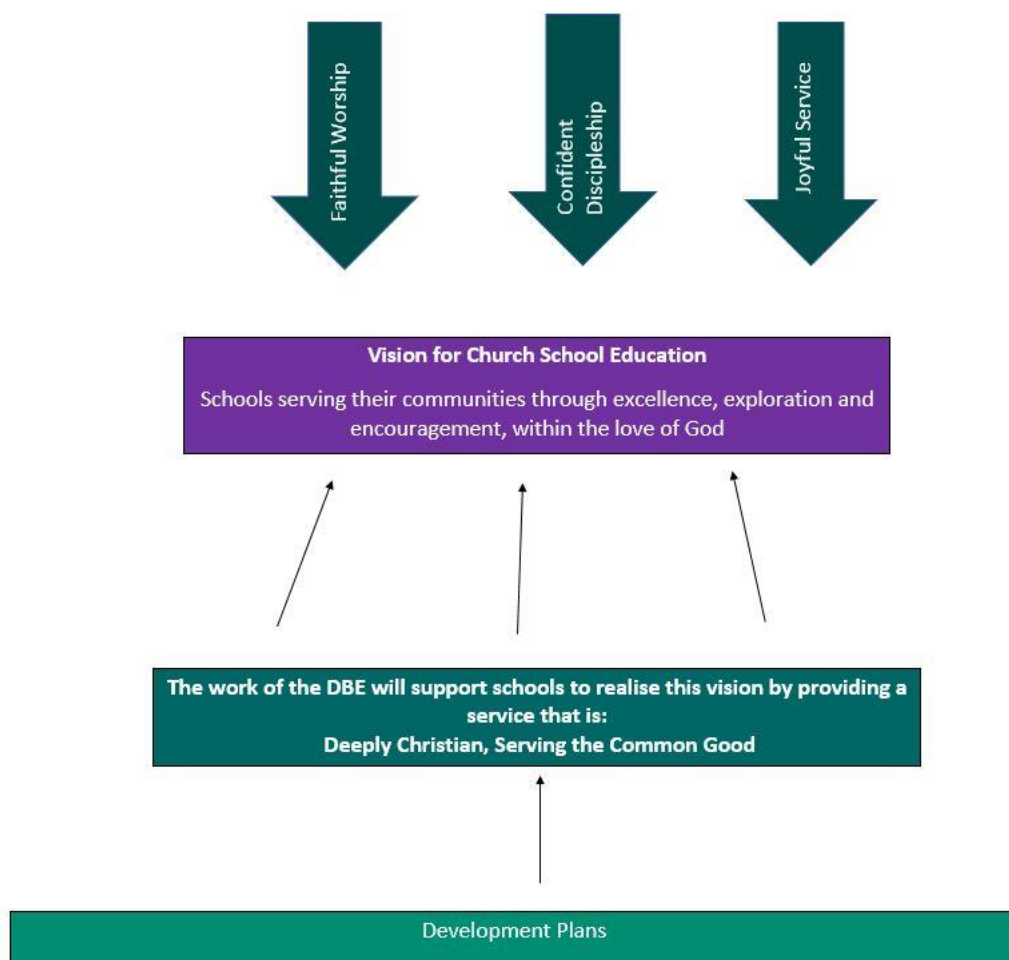 Faithful Worship
Confident
Discipleship
Joyful Service
Vision for Church School Education
Schools serving their communities through excellence, exploration and
encouragement, within the love of God
The work of the DBE will support schools to realise this vision by providing a
service that is:
Deeply Christian, Serving the Common Good
Development Plans